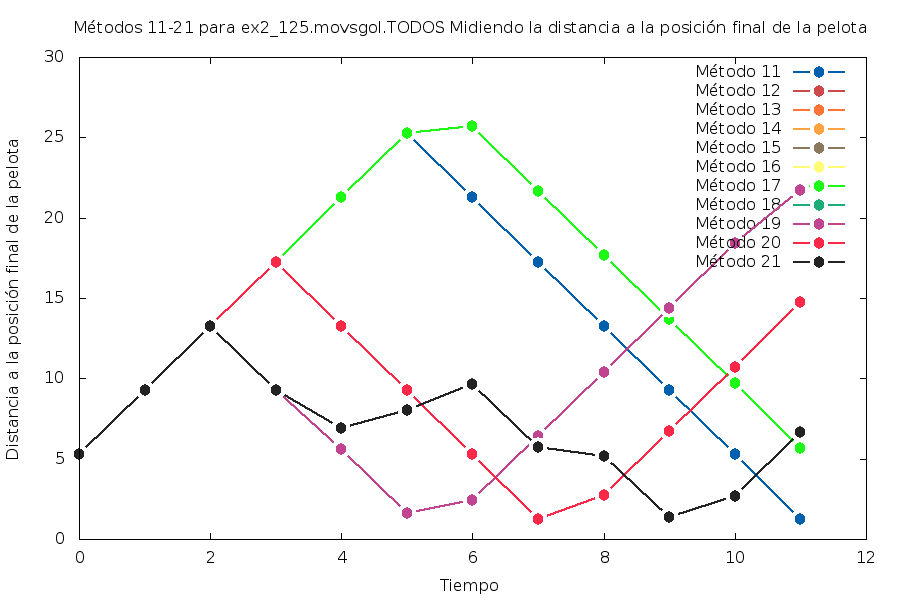 Métodos 11-21 para ex2_125.movsgol.TODOS Midiendo la distancia a la posición final de la pelota
30
25
20
15
10
5
0
Distancia a la posición final de la pelota
Método 11
Método 12
Método 13
Método 14
Método 15
Método 16
Método 17
Método 18
Método 19
Método 20
Método 21
0 2 4 6 8 10 12
Tiempo